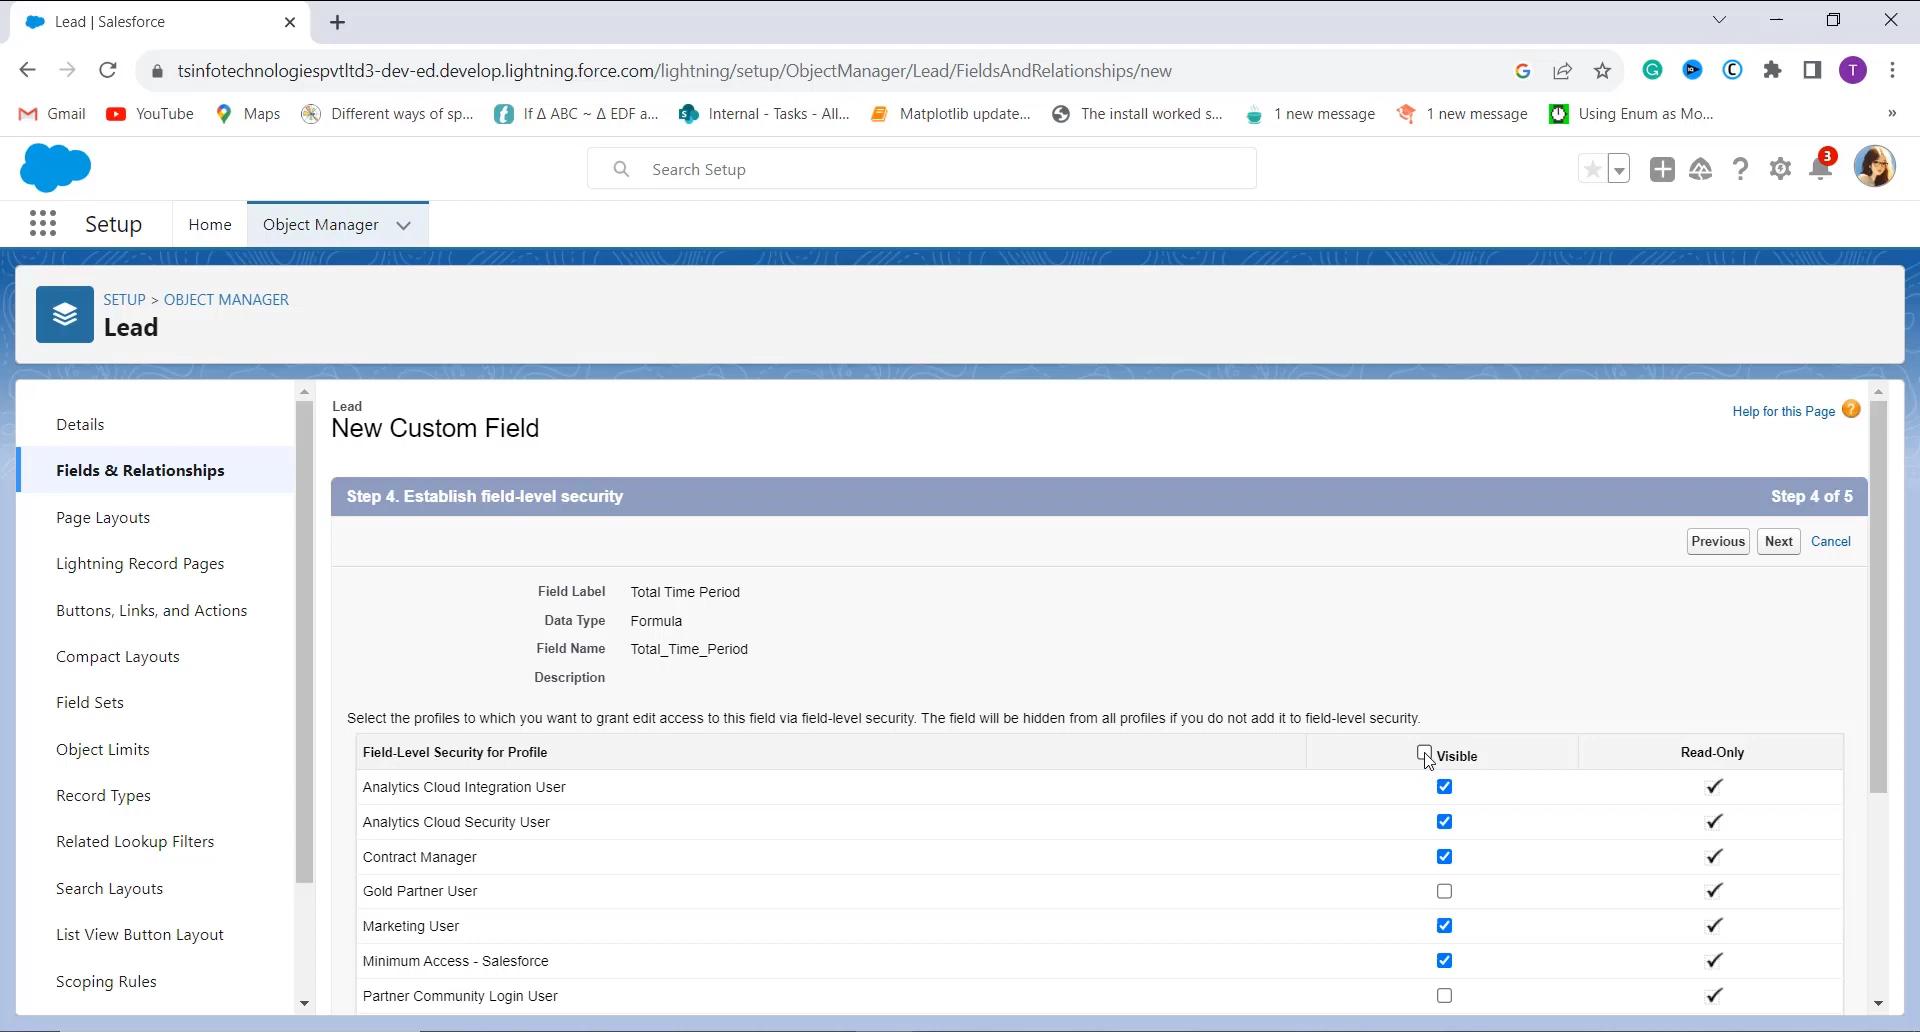 Lead | Salesforce
tsinfotechnologiespvtltd3-dev-ed.develop.lightning.force.com/lightning/setup/ObjectManager/Lead/FieldsAndRelationships/new
T
Gmail YouTube Maps Different ways of sp... If Δ ABC ~ Δ EDF a... Internal - Tasks - All... Matplotlib update... The install worked s... 1 new message 1 new message Using Enum as Mo... »
Search Setup
3
Setup Home Object Manager
SETUP > OBJECT MANAGER
Lead
Details
Fields & Relationships
Page Layouts
Lightning Record Pages
Buttons, Links, and Actions
Compact Layouts
Field Sets
Object Limits
Record Types
Related Lookup Filters
Search Layouts
List View Button Layout
Scoping Rules
Lead
New Custom Field
Help for this Page ?
Step 4. Establish field-level security Step 4 of 5
Previous Next Cancel
Field Label Total Time Period
Data Type Formula
Field Name Total_Time_Period
Description
Select the profiles to which you want to grant edit access to this field via field-level security. The field will be hidden from all profiles if you do not add it to field-level security.
Field-Level Security for Profile Visible Read-Only
Analytics Cloud Integration User
Analytics Cloud Security User
Contract Manager
Gold Partner User
Marketing User
Minimum Access - Salesforce
Partner Community Login User